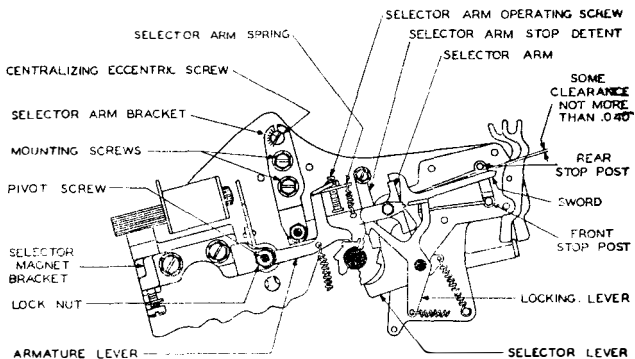 SELECTOR ARM OPERATING SCREW
SELECTOR ARM SPRING
SELECTOR ARM STOP DETENT
SELECTOR ARM
CENTRALIZING ECCENTRIC SCREW
SOME
CLEARANCE
NOT MORE
THAN .040"
SELECTOR ARM BRACKET
MOUNTING SCREWS
REAR
STOP POST
PIVOT SCREW
SWORD
FRONT
STOP POST
SELECTOR
MAGNET
BRACKET
LOCK NUT
LOCKING LEVER
ARMATURE LEVER
SELECTOR LEVER